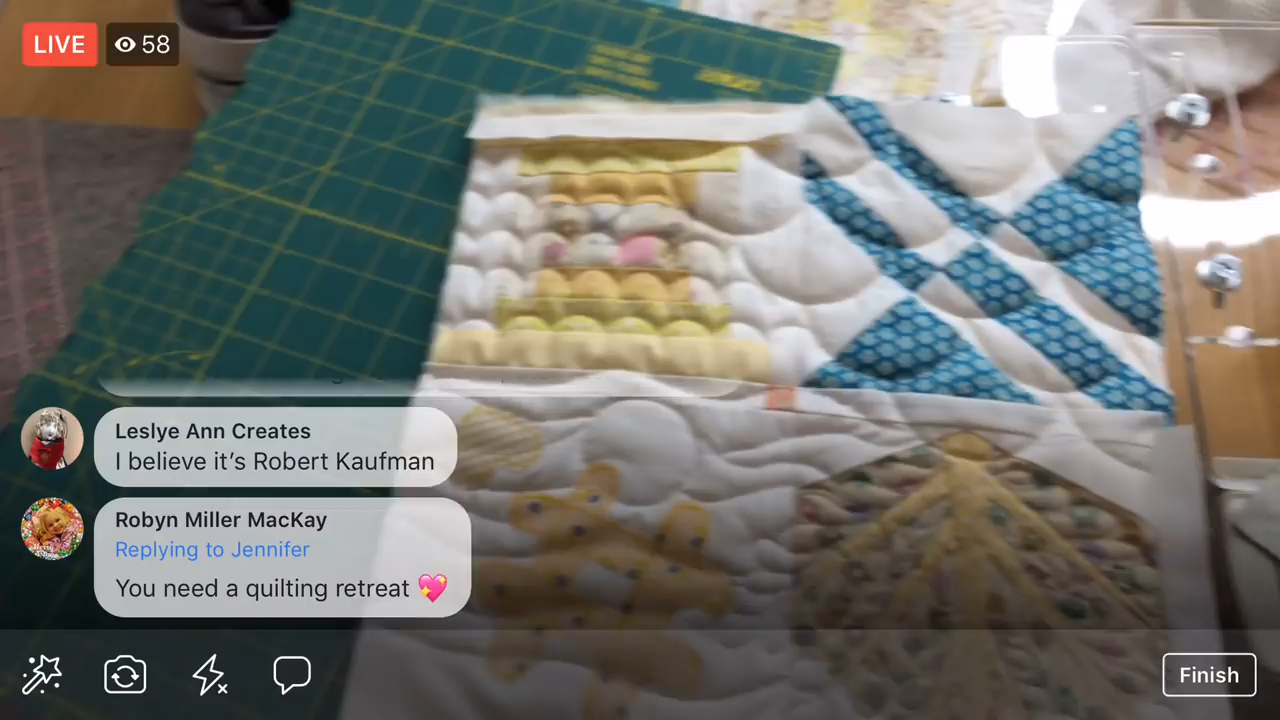 LIVE
58
Leslye Ann Creates
I believe it’s Robert Kaufman
Robyn Miller MacKay
Replying to Jennifer
You need a quilting retreat 💖
Finish